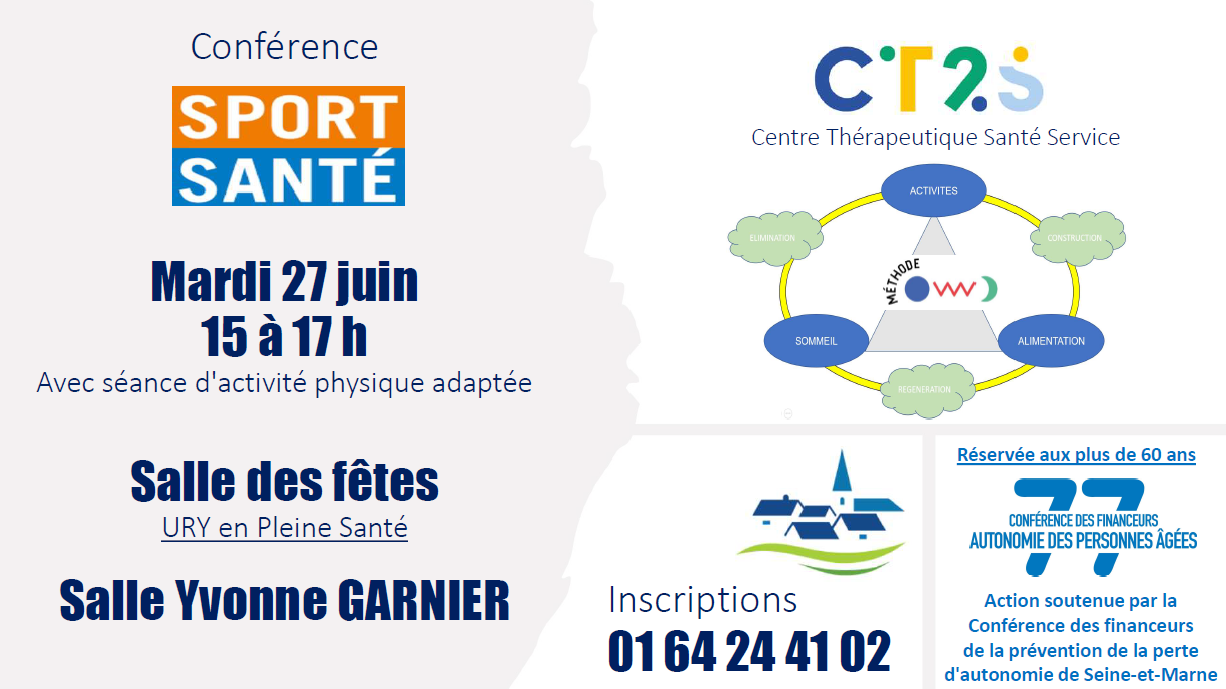 Conférence
SPORT
SANTÉ
Mardi 27 juin
15 à 17 h
Avec séance d'activité physique adaptée
Salle des fêtes
URY en Pleine Santé
Salle Yvonne GARNIER
CT2S
Centre Thérapeutique Santé Service
ACTIVITES
ELIMINATION
CONSTRUCTION
MÉTHODE
SOMMEIL
ALIMENTATION
REGENERATION
Inscriptions
01 64 24 41 02
Réservée aux plus de 60 ans
77
CONFÉRENCE DES FINANCEURS
AUTONOMIE DES PERSONNES ÂGÉES
Action soutenue par la
Conférence des financeurs
de la prévention de la perte
d'autonomie de Seine-et-Marne